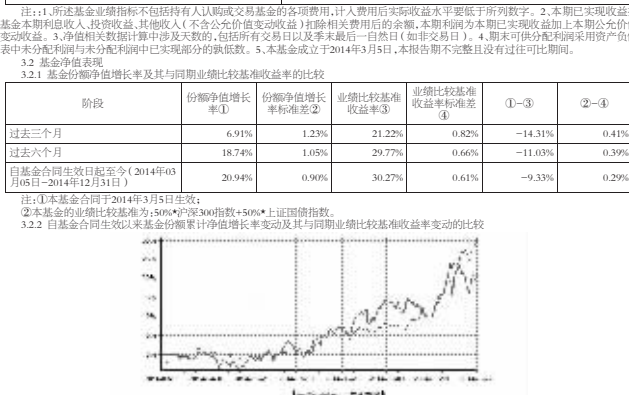 注:：1、所述基金业绩指标不包括持有人认购或交易基金的各项费用，计入费用后实际收益水平要低于所列数字。2、本期已实现收益
基金本期利息收入、投资收益、其他收入（不含公允价值变动收益）扣除相关费用后的余额，本期利润为本期已实现收益加上本期公允价值
变动收益。3、净值相关数据计算中涉及天数的，包括所有交易日以及季末最后一自然日（如非交易日）。4、期末可供分配利润采用资产负债
表中未分配利润与未分配利润中已实现部分的孰低数。5、本基金成立于2014年3月5日，本报告期不完整且没有过往可比期间。
3.2 基金净值表现
3.2.1 基金份额净值增长率及其与同期业绩比较基准收益率的比较
阶段 份额净值增长率① 份额净值增长率标准差② 业绩比较基准收益率③ 业绩比较基准收益率标准差④ ①-③ ②-④
过去三个月 6.91% 1.23% 21.22% 0.82% -14.31% 0.41%
过去六个月 18.74% 1.05% 29.77% 0.66% -11.03% 0.39%
自基金合同生效日起至今（2014年03月05日-2014年12月31日） 20.94% 0.90% 30.27% 0.61% -9.33% 0.29%
注：①本基金合同于2014年3月5日生效；
②本基金的业绩比较基准为：50%*沪深300指数+50%*上证国债指数。
3.2.2 自基金合同生效以来基金份额累计净值增长率变动及其与同期业绩比较基准收益率变动的比较